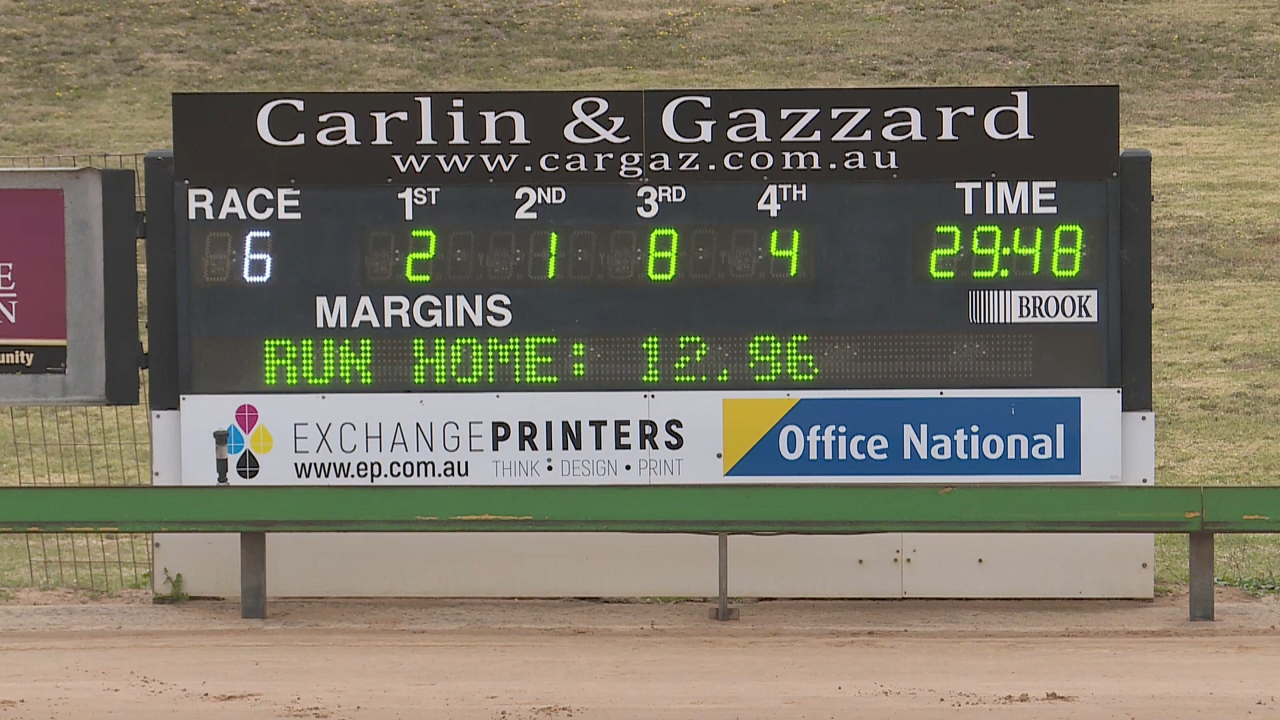 Carlin & Gazzard
www.cargaz.com.au
RACE 1ST 2ND 3RD 4TH TIME
6 2 1 8 4 29:48
MARGINS BROOK
RUN HOME: 12.96
EXCHANGEPRINTERS
www.ep.com.au THINK • DESIGN • PRINT
Office National
E
N
unity